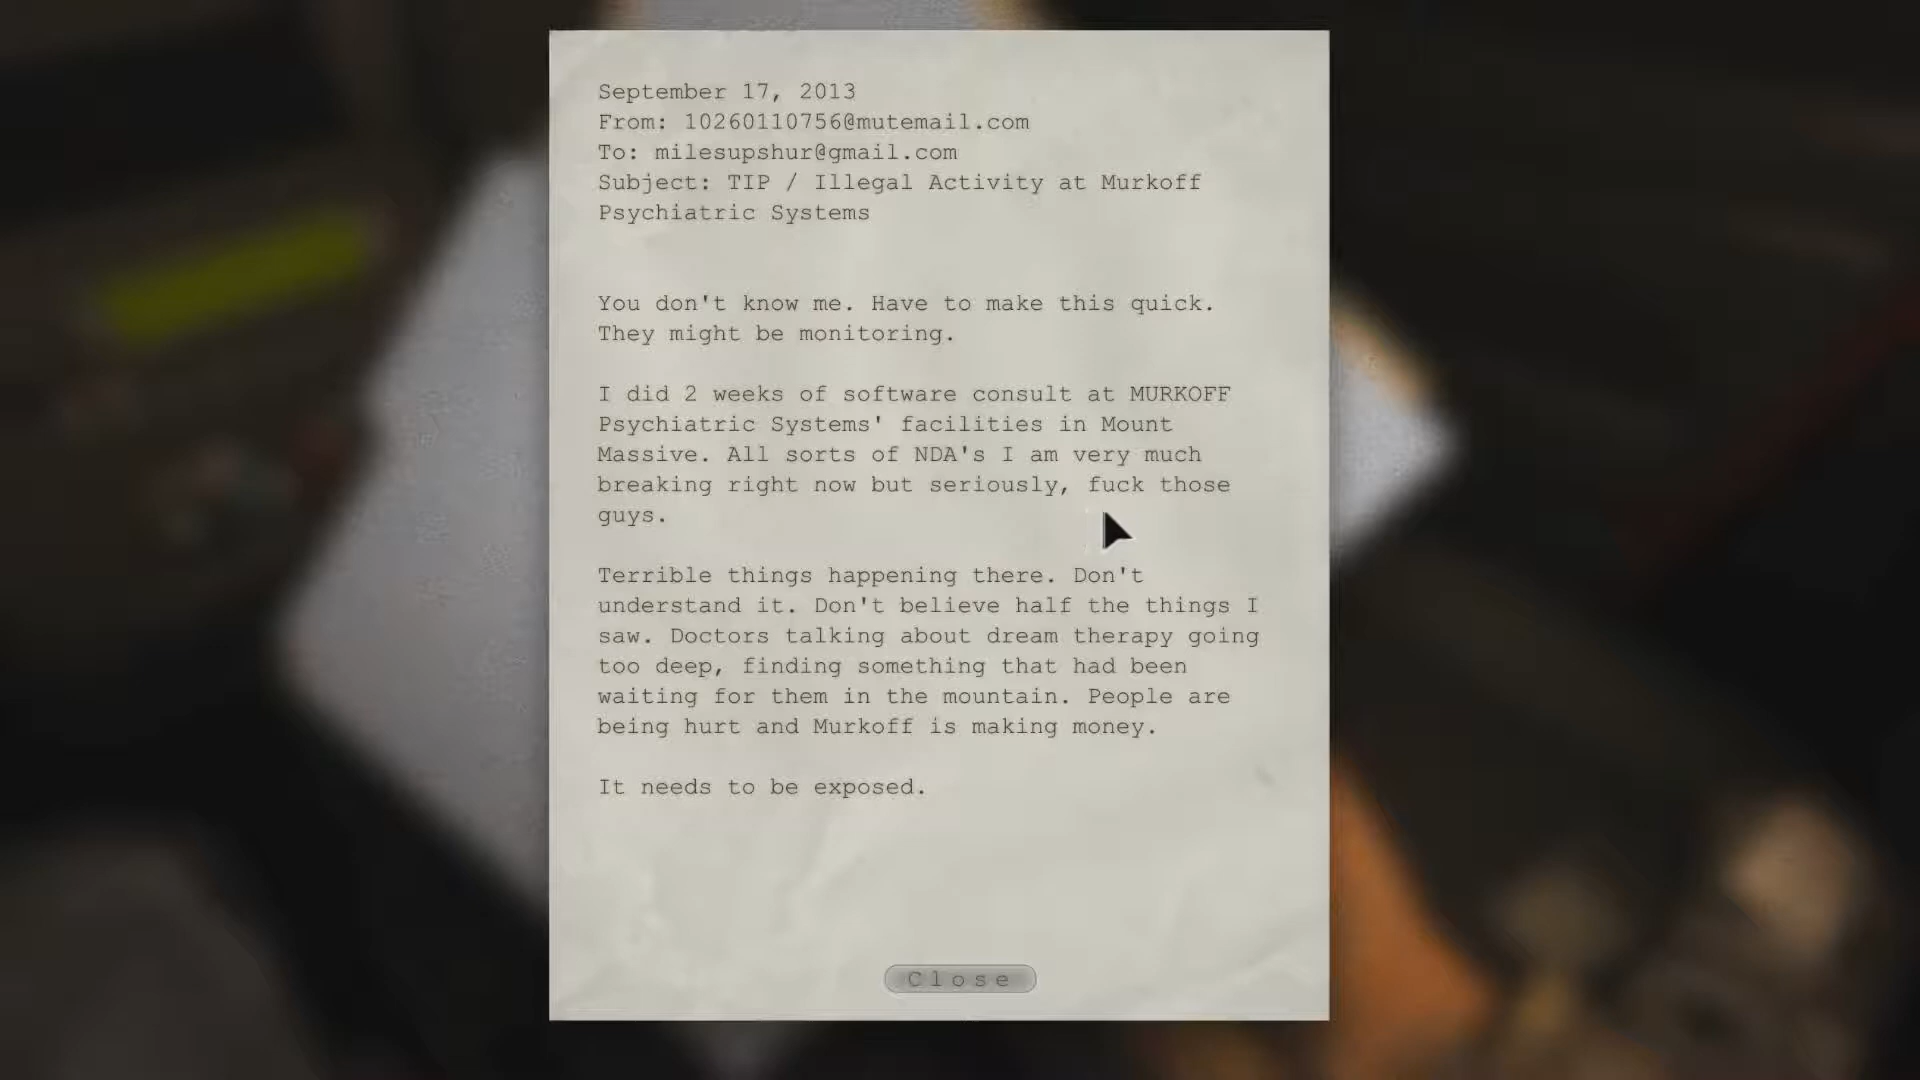 September 17, 2013
From: 10260110756@mutemail.com
To: milesupshur@gmail.com
Subject: TIP / Illegal Activity at Murkoff
Psychiatric Systems
You don't know me. Have to make this quick.
They might be monitoring.
I did 2 weeks of software consult at MURKOFF
Psychiatric Systems' facilities in Mount
Massive. All sorts of NDA's I am very much
breaking right now but seriously, fuck those
guys.
Terrible things happening there. Don't
understand it. Don't believe half the things I
saw. Doctors talking about dream therapy going
too deep, finding something that had been
waiting for them in the mountain. People are
being hurt and Murkoff is making money.
It needs to be exposed.
Close